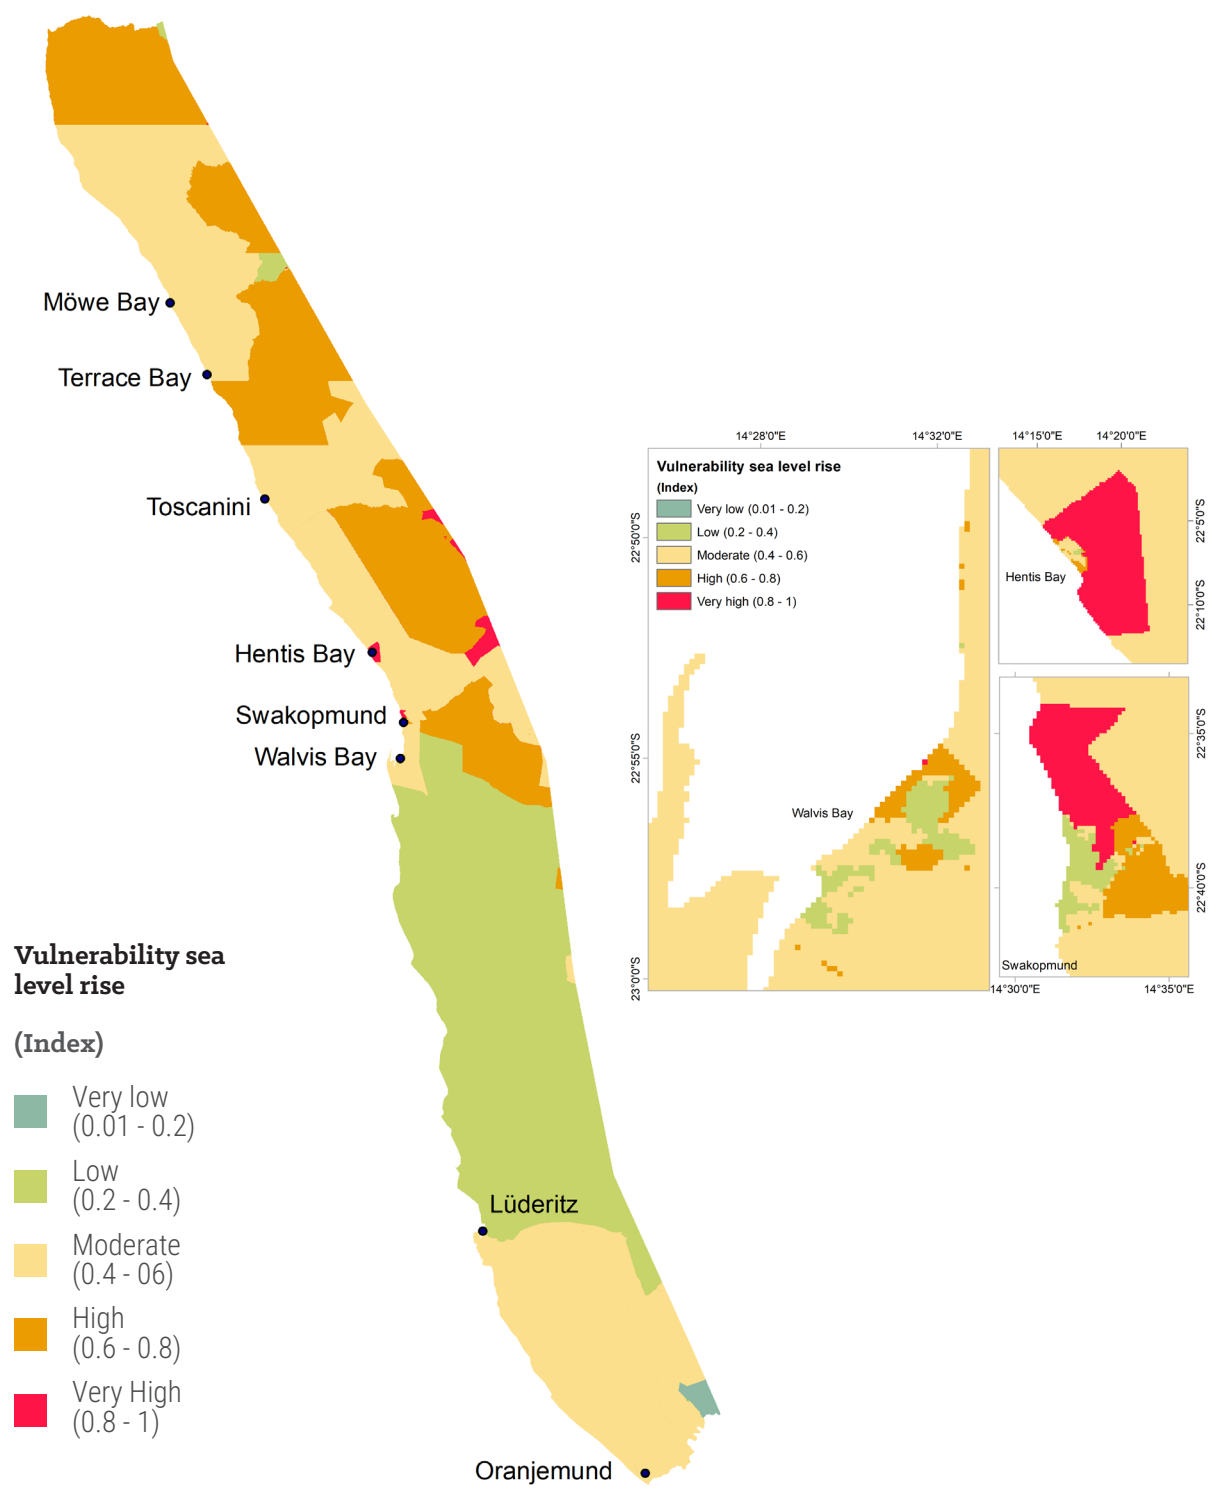 Möwe Bay
Terrace Bay
Toscanini
Hentis Bay
Swakopmund
Walvis Bay
Lüderitz
Oranjemund
Vulnerability sea
level rise
(Index)
Very low
(0.01 - 0.2)
Low
(0.2 - 0.4)
Moderate
(0.4 - 06)
High
(0.6 - 0.8)
Very High
(0.8 - 1)
14°28'0"E
14°32'0"E
Vulnerability sea level rise
(Index)
Very low (0.01 - 0.2)
Low (0.2 - 0.4)
Moderate (0.4 - 0.6)
High (0.6 - 0.8)
Very high (0.8 - 1)
22°50'0"S
22°55'0"S
23°0'0"S
Walvis Bay
14°15'0"E
14°20'0"E
22°5'0"S
22°10'0"S
Hentis Bay
22°35'0"S
22°40'0"S
Swakopmund
14°30'0"E
14°35'0"E